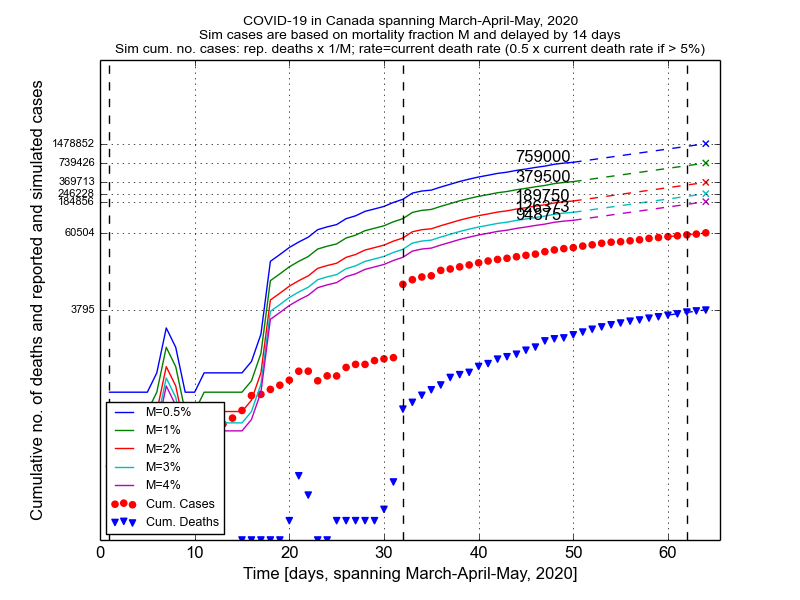 COVID-19 in Canada spanning March-April-May, 2020
Sim cases are based on mortality fraction M and delayed by 14 days
Sim cum. no. cases: rep. deaths x 1/M; rate=current death rate (0.5 x current death rate if > 5%)
Cumulative no. of deaths and reported and simulated cases
1478852
739426
369713
246228
184856
60504
3795
759000
379500
189750
126373
94875
M=0.5%
M=1%
M=2%
M=3%
M=4%
Cum. Cases
Cum. Deaths
0 10 20 30 40 50 60
Time [days, spanning March-April-May, 2020]